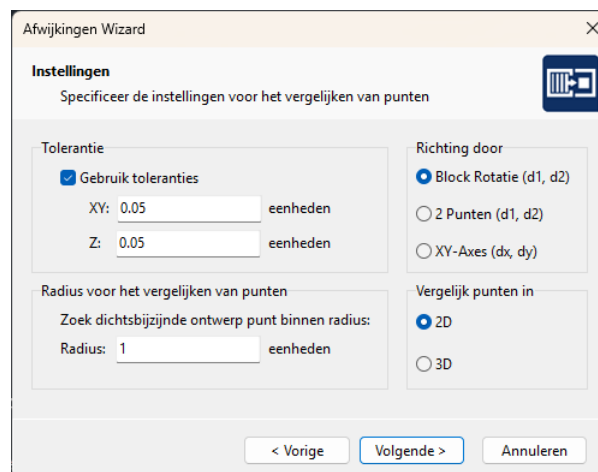 Afwijkingen Wizard
Instellingen
Specificeer de instellingen voor het vergelijken van punten
Tolerantie
Gebruik toleranties
XY: 0.05 eenheden
Z: 0.05 eenheden
Richting door
Block Rotatie (d1, d2)
2 Punten (d1, d2)
XY-Axes (dx, dy)
Radius voor het vergelijken van punten
Zoek dichtsbijzijnde ontwerp punt binnen radius:
Radius: 1 eenheden
Vergelijk punten in
2D
3D
< Vorige
Volgende >
Annuleren